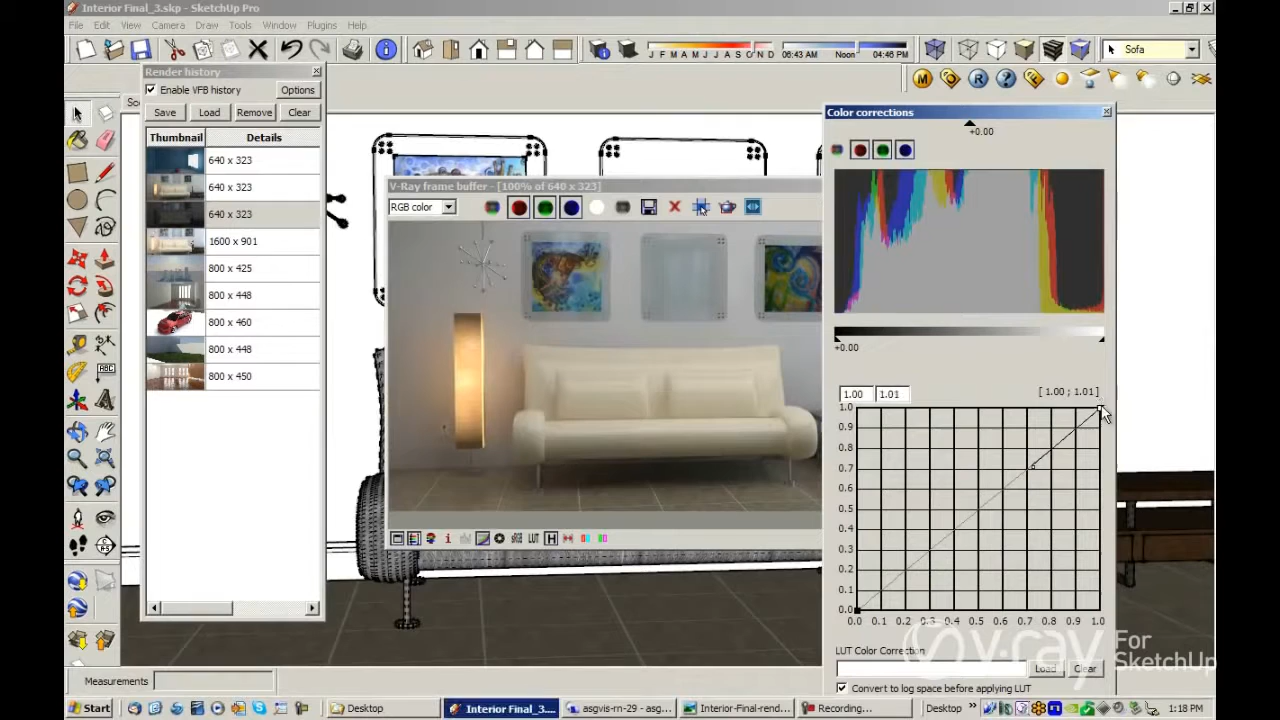 Interior Final_3.skp - SketchUp Pro
File Edit View Camera Draw Tools Window Plugins Help
J F M A M J J A S O N D 06:43 AM Noon 04:46 PM
Sofa
Render history
Enable VFB history Options
Save Load Remove Clear
Thumbnail Details
640 x 323
640 x 323
640 x 323
1600 x 901
800 x 425
800 x 448
800 x 460
800 x 448
800 x 450
V-Ray frame buffer - [100% of 640 x 323]
RGB color
LUT H
Color corrections
+0.00
+0.00
1.00 1.01 [ 1.00 ; 1.01 ]
1.0
0.9
0.8
0.7
0.6
0.5
0.4
0.3
0.2
0.1
0.0
0.0 0.1 0.2 0.3 0.4 0.5 0.6 0.7 0.8 0.9 1.0
LUT Color Correction
Load Clear
Convert to log space before applying LUT
v·ray For SketchUp
Measurements
Start Interior Final_3.... Desktop asgvis-rn-29 - asg... Interior-Final-rend... Recording... Desktop » 1:18 PM